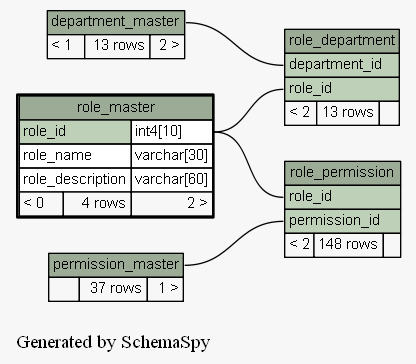 department_master
< 1 13 rows 2 >
role_department
department_id
role_id
< 2 13 rows
role_master
role_id int4[10]
role_name varchar[30]
role_description varchar[60]
< 0 4 rows 2 >
role_permission
role_id
permission_id
< 2 148 rows
permission_master
37 rows 1 >
Generated by SchemaSpy